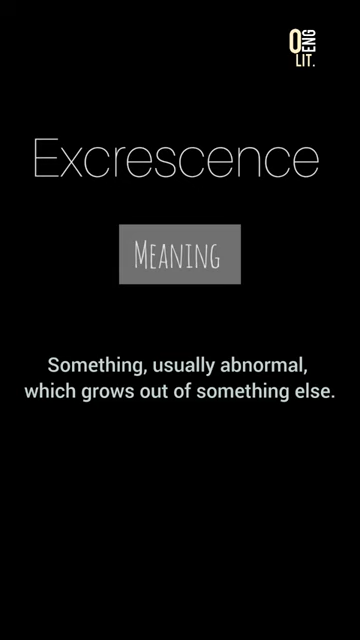 O ENG
LIT.
Excrescence
MEANING
Something, usually abnormal,
which grows out of something else.